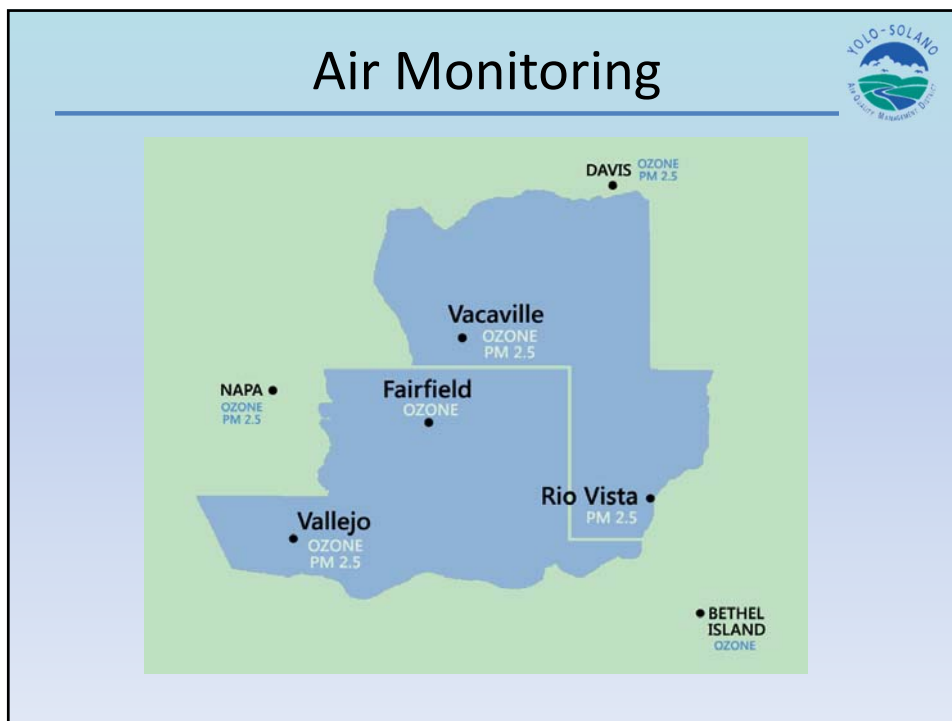 Air Monitoring
YOLO-SOLANO
AIR QUALITY MANAGEMENT DISTRICT
DAVIS
OZONE
PM 2.5
Vacaville
OZONE
PM 2.5
NAPA
OZONE
PM 2.5
Fairfield
OZONE
Rio Vista
PM 2.5
Vallejo
OZONE
PM 2.5
BETHEL
ISLAND
OZONE